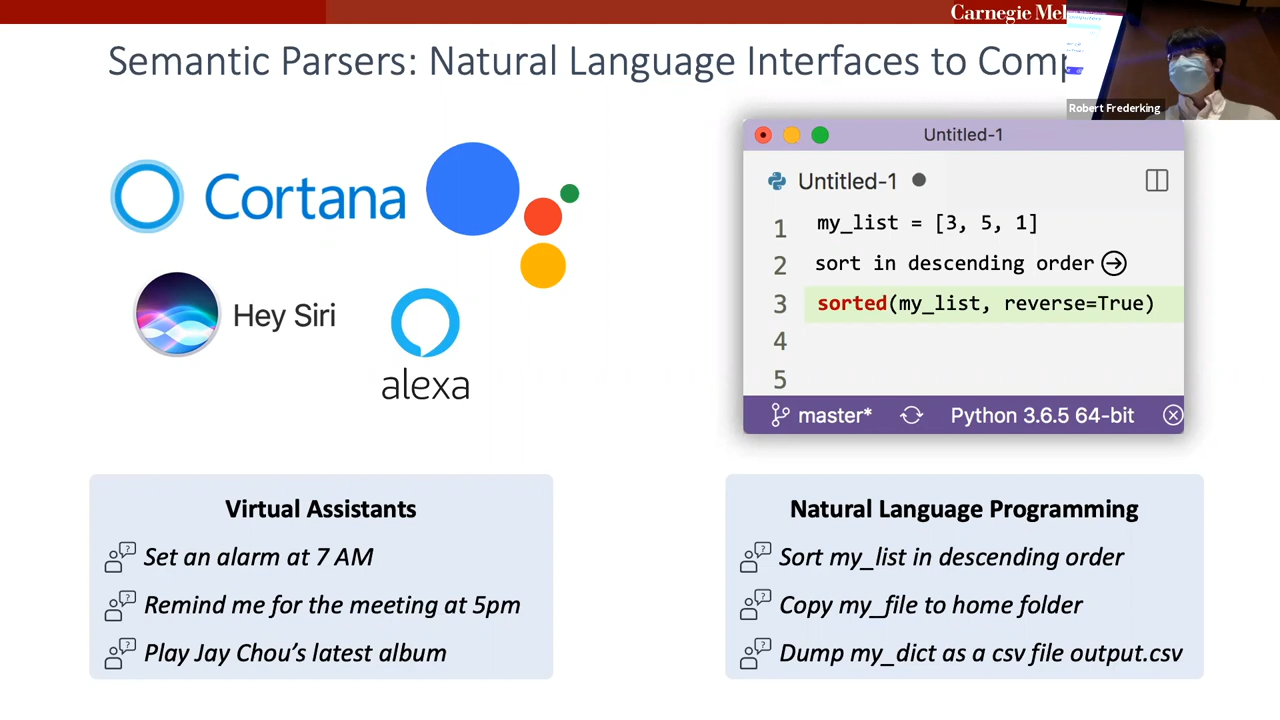 Carnegie Mel
Semantic Parsers: Natural Language Interfaces to Comp
Robert Frederking
Cortana
Hey Siri
alexa
Untitled-1
Untitled-1
1 my_list = [3, 5, 1]
2 sort in descending order
3 sorted(my_list, reverse=True)
4
5
master* Python 3.6.5 64-bit
Virtual Assistants
Set an alarm at 7 AM
Remind me for the meeting at 5pm
Play Jay Chou's latest album
Natural Language Programming
Sort my_list in descending order
Copy my_file to home folder
Dump my_dict as a csv file output.csv